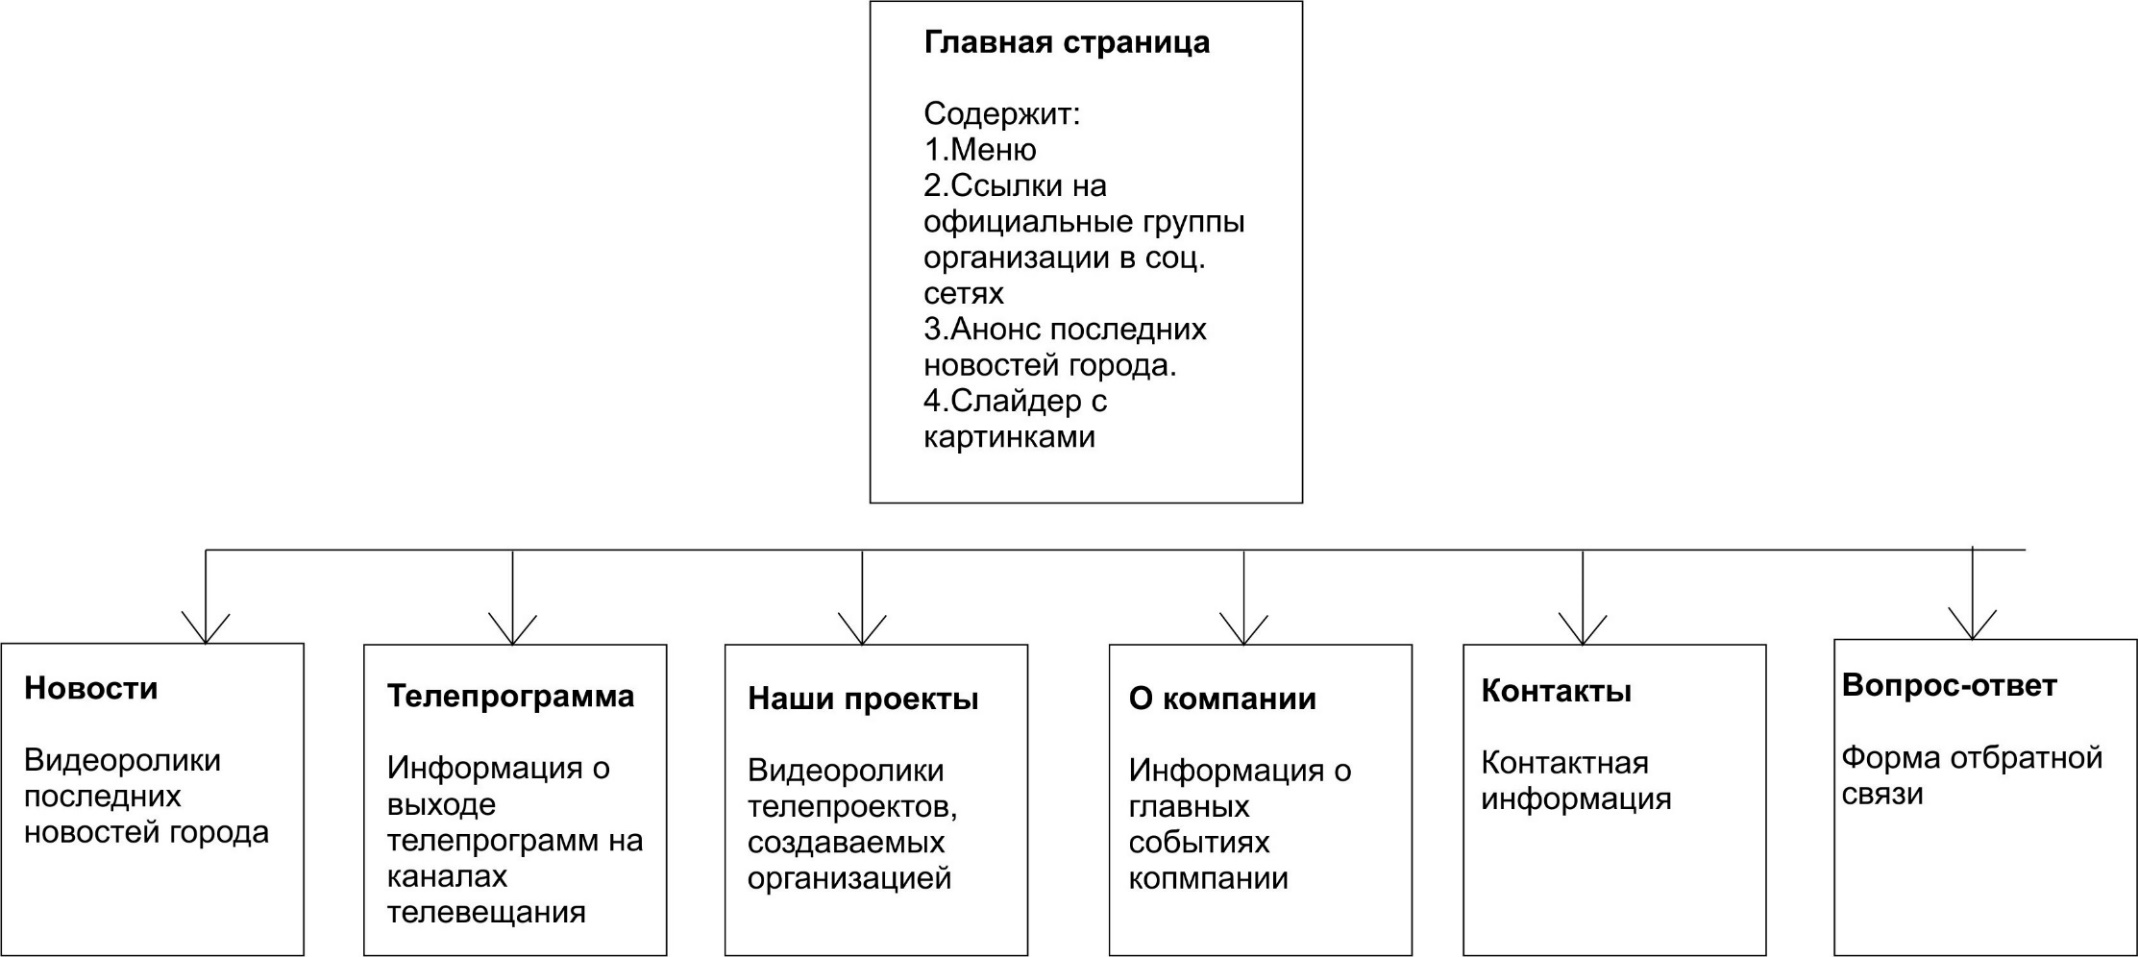 Главная страница
Содержит:
1.Меню
2.Ссылки на
официальные группы
организации в соц.
сетях
3.Анонс последних
новостей города.
4.Слайдер с
картинками
Новости
Видеоролики
последних
новостей города
Телепрограмма
Информация о
выходе
телепрограмм на
каналах
телевещания
Наши проекты
Видеоролики
телепроектов,
создаваемых
организацией
О компании
Информация о
главных
событиях
копмпании
Контакты
Контактная
информация
Вопрос-ответ
Форма отбратной
связи